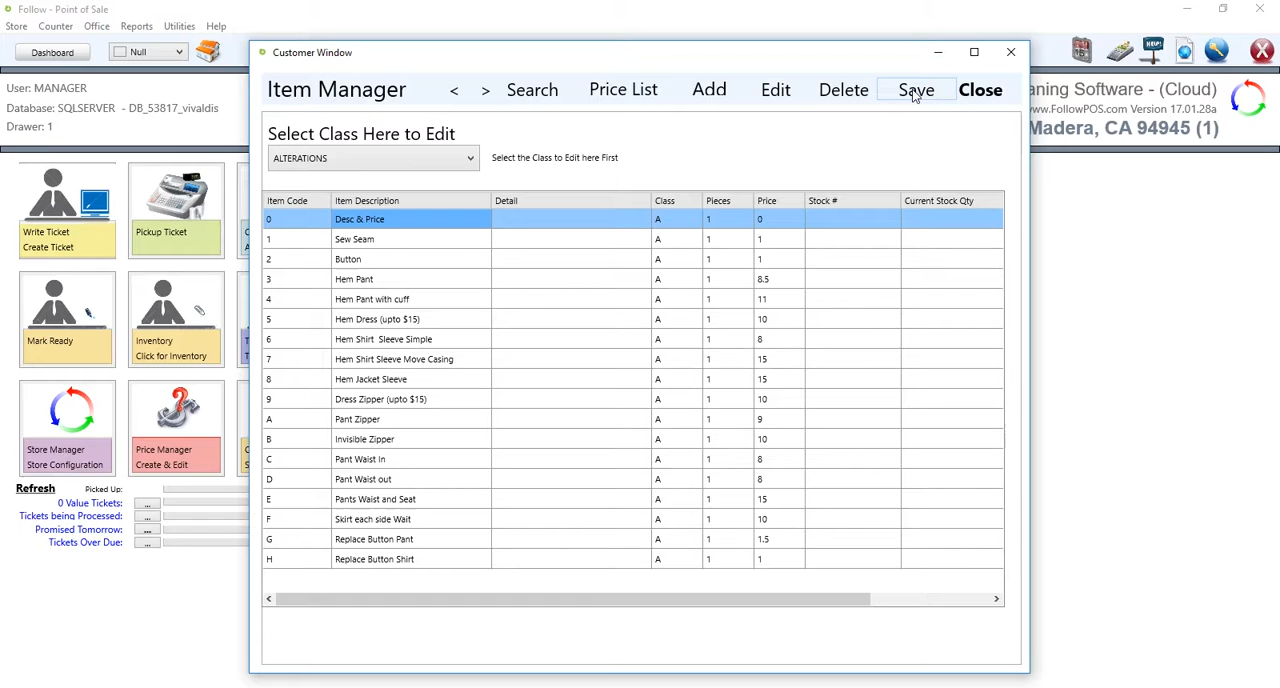 Follow - Point of Sale
Store Counter Office Reports Utilities Help
Dashboard Null
User: MANAGER
Database: SQLSERVER - DB_53817_vivaldis
Drawer: 1
aning Software - (Cloud)
ww.FollowPOS.com Version 17.01.28a
Madera, CA 94945 (1)
Write Ticket
Create Ticket
Pickup Ticket
Mark Ready
Inventory
Click for Inventory
Store Manager
Store Configuration
Price Manager
Create & Edit
Refresh Picked Up:
0 Value Tickets: ...
Tickets being Processed: ...
Promised Tomorrow: ...
Tickets Over Due: ...
Customer Window
Item Manager < > Search Price List Add Edit Delete Save Close
Select Class Here to Edit
ALTERATIONS Select the Class to Edit here First
Item Code Item Description Detail Class Pieces Price Stock # Current Stock Qty
0 Desc & Price A 1 0
1 Sew Seam A 1 1
2 Button A 1 1
3 Hem Pant A 1 8.5
4 Hem Pant with cuff A 1 11
5 Hem Dress (upto $15) A 1 10
6 Hem Shirt Sleeve Simple A 1 8
7 Hem Shirt Sleeve Move Casing A 1 15
8 Hem Jacket Sleeve A 1 15
9 Dress Zipper (upto $15) A 1 10
A Pant Zipper A 1 9
B Invisible Zipper A 1 10
C Pant Waist In A 1 8
D Pant Waist out A 1 8
E Pants Waist and Seat A 1 15
F Skirt each side Wait A 1 10
G Replace Button Pant A 1 1.5
H Replace Button Shirt A 1 1